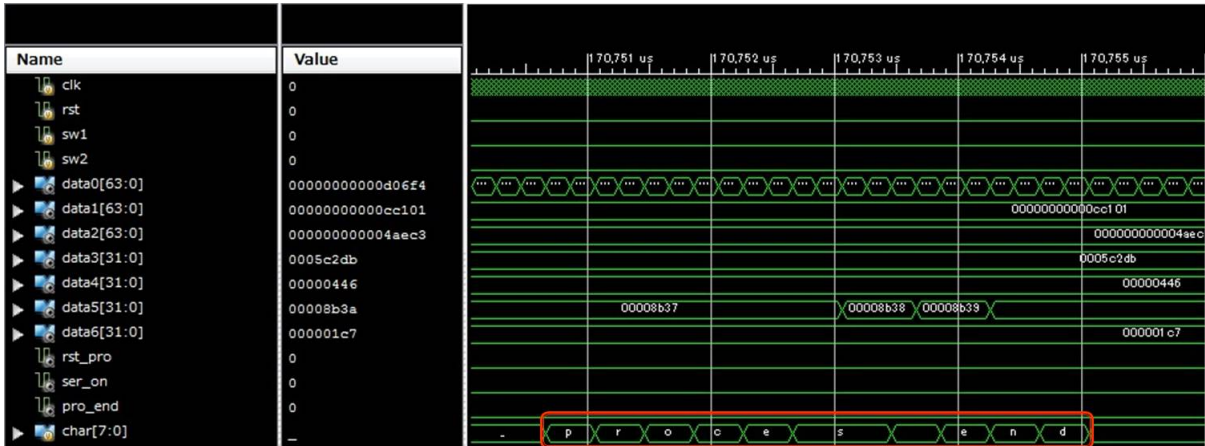 Name Value
170,751 us 170,752 us 170,753 us 170,754 us 170,755 us
clk 0
rst 0
sw1 0
sw2 0
data0[63:0] 00000000000d06f4 ... ... ... ... ... ... ... ... ... ... ... ... ... ... ...
data1[63:0] 00000000000cc101 00000000000cc101
data2[63:0] 000000000004aec3 000000000004aec
data3[31:0] 0005c2db 0005c2db
data4[31:0] 00000446 00000446
data5[31:0] 00008b3a 00008b37 00008b38 00008b39
data6[31:0] 000001c7 000001c7
rst_pro 0
ser_on 0
pro_end 0
char[7:0] _ - p r o c e s e n d